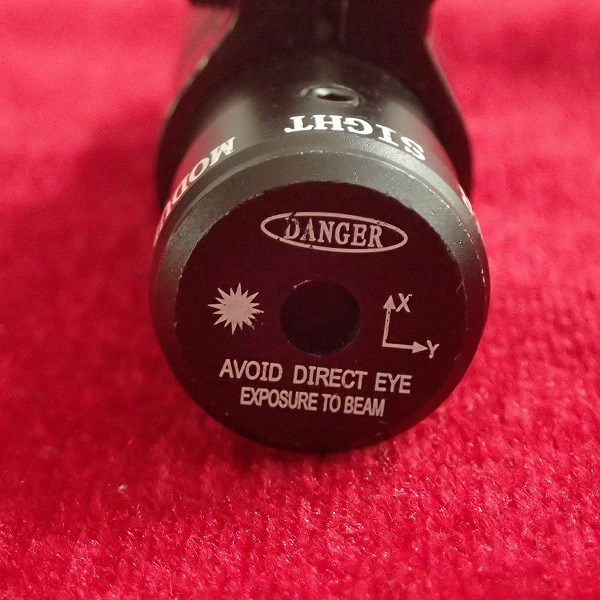 SIGHT
DANGER
X
Y
AVOID DIRECT EYE
EXPOSURE TO BEAM